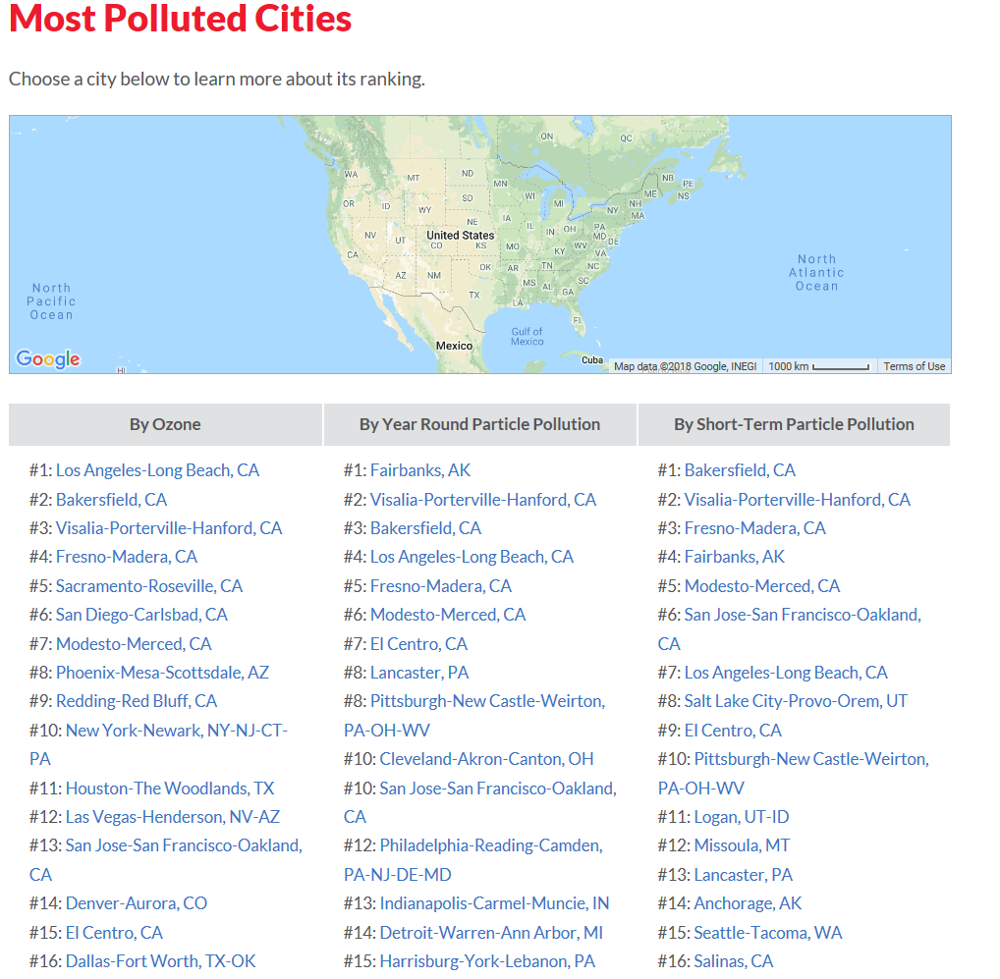 Most Polluted Cities
Choose a city below to learn more about its ranking.
ON
QC
WA
MT
ND
MN
NB
PE
NS
ME
OR
ID
WY
SD
WI
MI
NH
NY
MA
NE
IA
IL
IN
OH
PA
MD
DE
NV
UT
United States
CO
KS
MO
KY
WV
VA
CA
AZ
NM
OK
AR
TN
NC
SC
MS
AL
GA
TX
LA
FL
North
Pacific
Ocean
North
Atlantic
Ocean
Gulf of
Mexico
Mexico
Cuba
HI
Google
Map data ©2018 Google, INEGI
1000 km
Terms of Use
By Ozone
#1: Los Angeles-Long Beach, CA
#2: Bakersfield, CA
#3: Visalia-Porterville-Hanford, CA
#4: Fresno-Madera, CA
#5: Sacramento-Roseville, CA
#6: San Diego-Carlsbad, CA
#7: Modesto-Merced, CA
#8: Phoenix-Mesa-Scottsdale, AZ
#9: Redding-Red Bluff, CA
#10: New York-Newark, NY-NJ-CT-
PA
#11: Houston-The Woodlands, TX
#12: Las Vegas-Henderson, NV-AZ
#13: San Jose-San Francisco-Oakland,
CA
#14: Denver-Aurora, CO
#15: El Centro, CA
#16: Dallas-Fort Worth, TX-OK
By Year Round Particle Pollution
#1: Fairbanks, AK
#2: Visalia-Porterville-Hanford, CA
#3: Bakersfield, CA
#4: Los Angeles-Long Beach, CA
#5: Fresno-Madera, CA
#6: Modesto-Merced, CA
#7: El Centro, CA
#8: Lancaster, PA
#8: Pittsburgh-New Castle-Weirton,
PA-OH-WV
#10: Cleveland-Akron-Canton, OH
#10: San Jose-San Francisco-Oakland,
CA
#12: Philadelphia-Reading-Camden,
PA-NJ-DE-MD
#13: Indianapolis-Carmel-Muncie, IN
#14: Detroit-Warren-Ann Arbor, MI
#15: Harrisburg-York-Lebanon, PA
By Short-Term Particle Pollution
#1: Bakersfield, CA
#2: Visalia-Porterville-Hanford, CA
#3: Fresno-Madera, CA
#4: Fairbanks, AK
#5: Modesto-Merced, CA
#6: San Jose-San Francisco-Oakland,
CA
#7: Los Angeles-Long Beach, CA
#8: Salt Lake City-Provo-Orem, UT
#9: El Centro, CA
#10: Pittsburgh-New Castle-Weirton,
PA-OH-WV
#11: Logan, UT-ID
#12: Missoula, MT
#13: Lancaster, PA
#14: Anchorage, AK
#15: Seattle-Tacoma, WA
#16: Salinas, CA